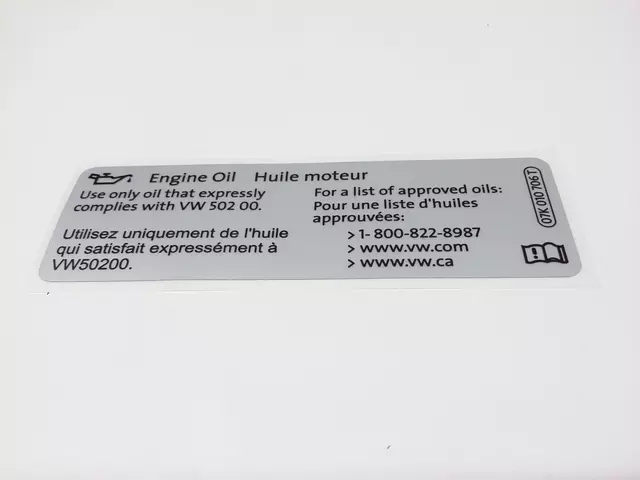 Engine Oil Huile moteur
Use only oil that expressly
complies with VW 502 00.
Utilisez uniquement de l'huile
qui satisfait expressément à
VW50200.
For a list of approved oils:
Pour une liste d'huiles
approuvées:
> 1- 800-822-8987
> www.vw.com
> www.vw.ca
07K 010 706 T